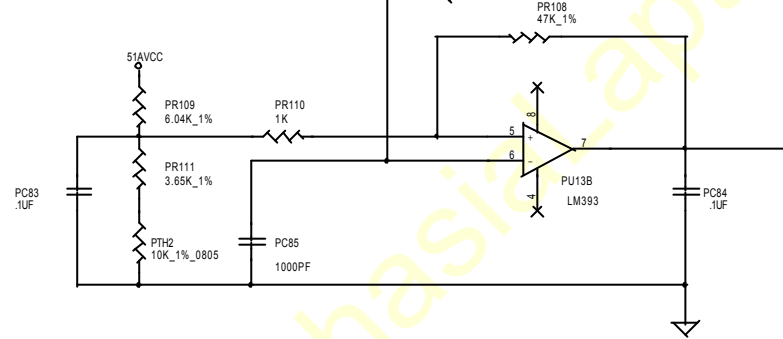 PR108
47K_1%
51AVCC
PR109
6.04K_1%
PR110
1K
8
5
+
7
6
-
PR111
3.65K_1%
PU13B
LM393
4
PC83
.1UF
PC84
.1UF
PTH2
10K_1%_0805
PC85
1000PF
hasial_apt